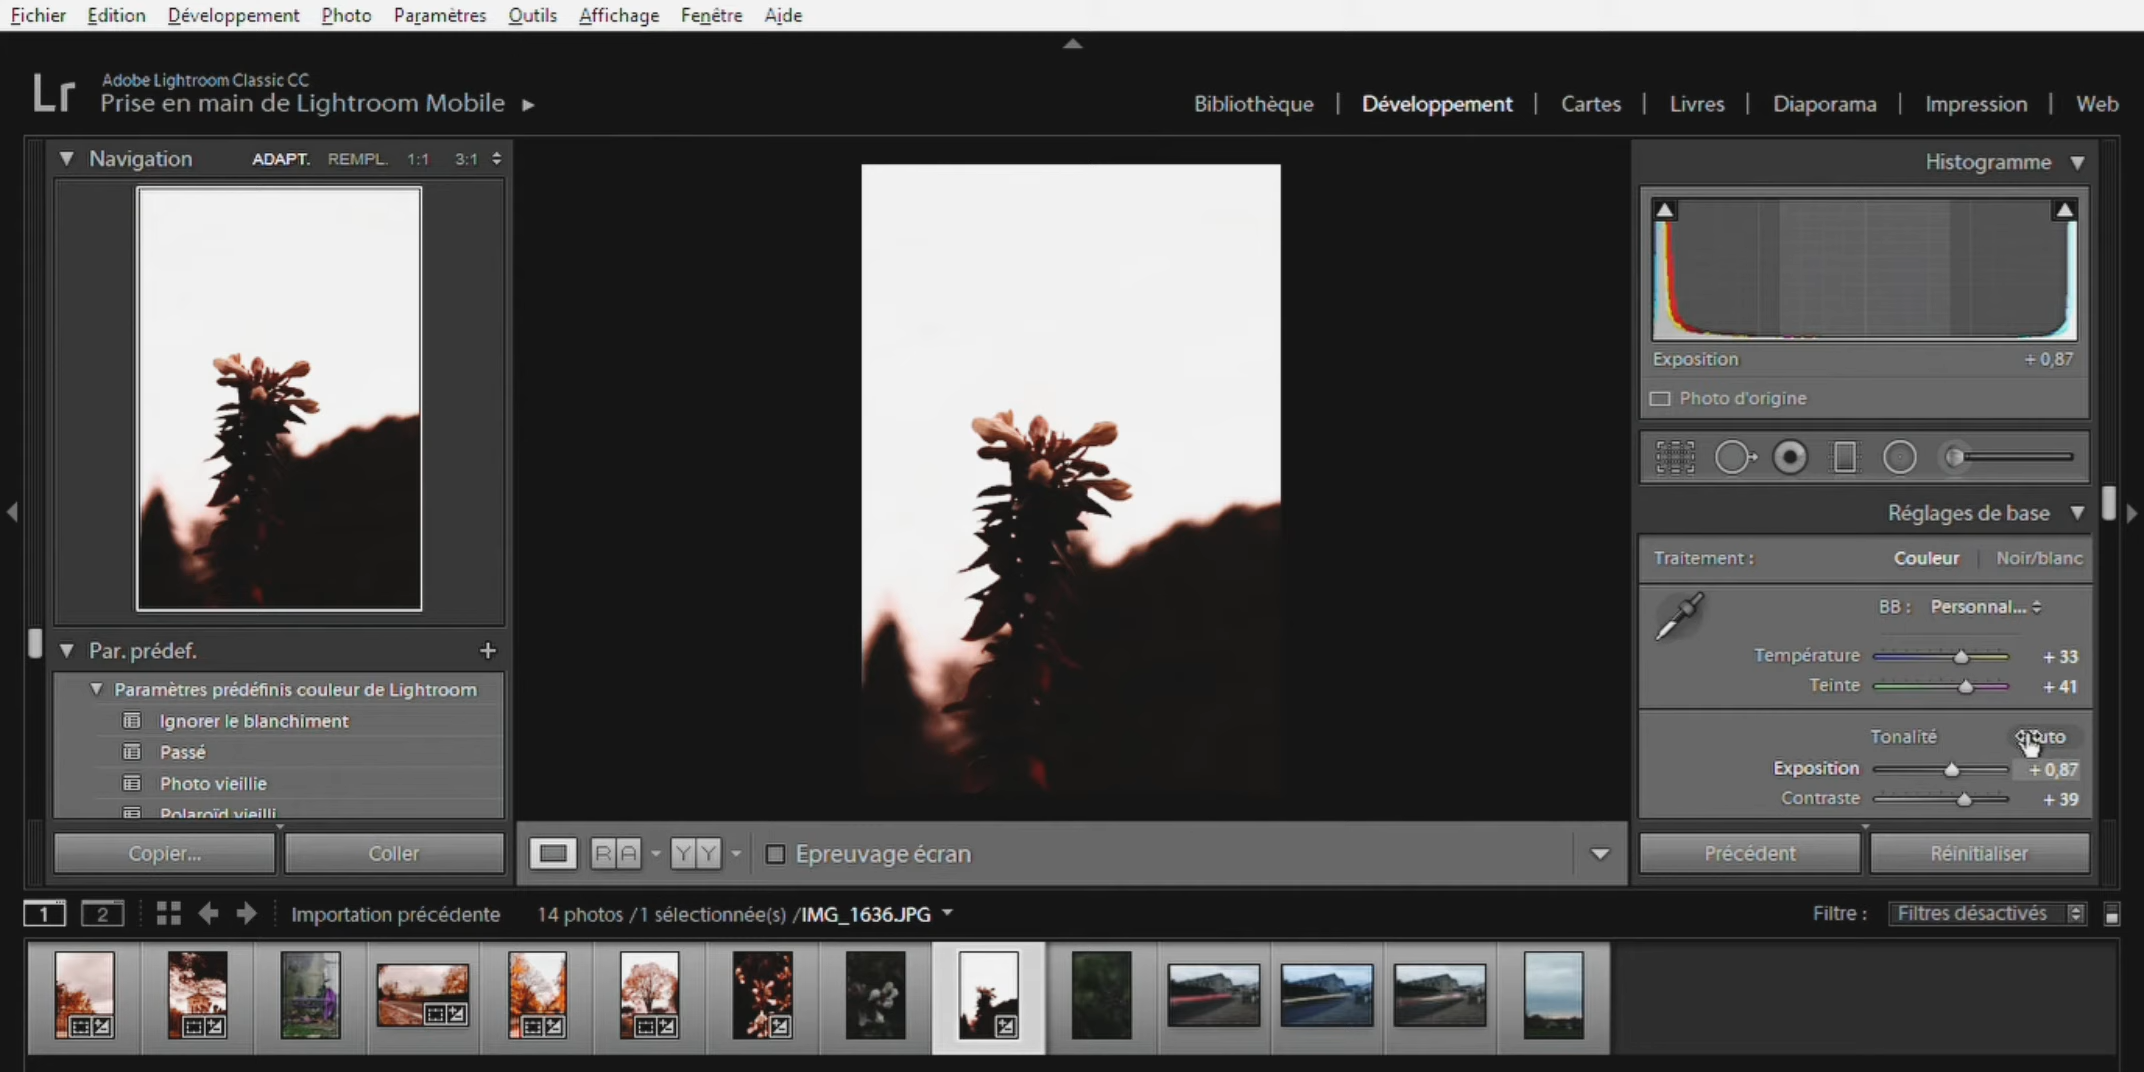 Fichier Edition Développement Photo Paramètres Outils Affichage Fenêtre Aide
Lr
Adobe Lightroom Classic CC
Prise en main de Lightroom Mobile
Bibliothèque | Développement | Cartes | Livres | Diaporama | Impression | Web
Navigation ADAPT. REMPL. 1:1 3:1
Histogramme
Exposition + 0,87
Photo d'origine
Réglages de base
Traitement : Couleur | Noir/blanc
BB : Personnal...
Température + 33
Teinte + 41
Tonalité
Exposition + 0,87
Contraste + 39
Par. prédef. +
Paramètres prédéfinis couleur de Lightroom
Ignorer le blanchiment
Passé
Photo vieillie
Polaroïd vieilli
Copier... Coller
R A Y Y Epreuvage écran
Précédent Réinitialiser
1 2 Importation précédente 14 photos /1 sélectionnée(s) /IMG_1636.JPG
Filtre : Filtres désactivés